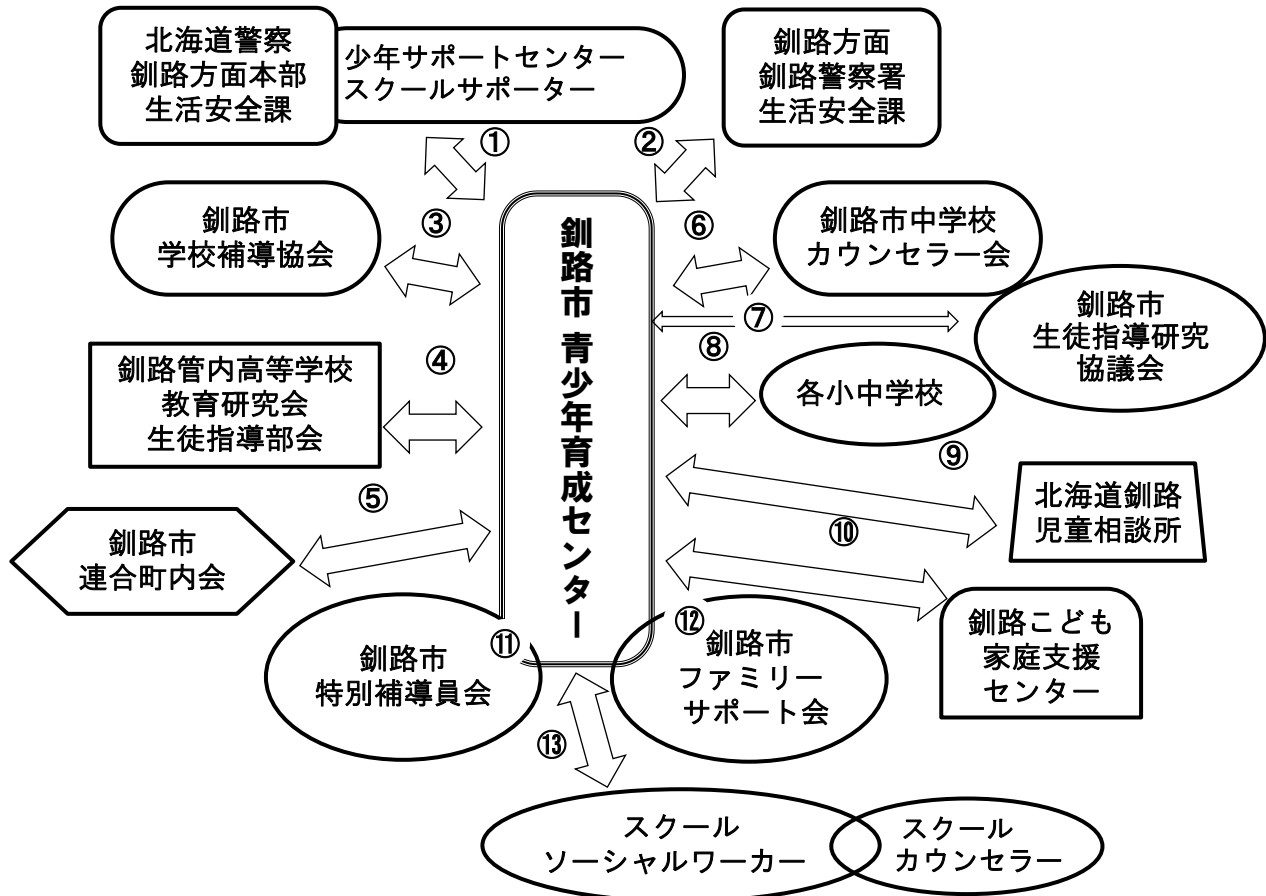 北海道警察
釧路方面本部
生活安全課
少年サポートセンター
スクールサポーター
釧路方面
釧路警察署
生活安全課
①
②
釧路市
学校補導協会
③
釧路市 青少年育成センター
⑥
釧路市中学校
カウンセラー会
⑦
釧路市
生徒指導研究
協議会
釧路管内高等学校
教育研究会
生徒指導部会
④
⑧
各小中学校
⑤
⑨
北海道釧路
児童相談所
釧路市
連合町内会
⑩
釧路こども
家庭支援
センター
釧路市
特別補導員会
⑪
⑫
釧路市
ファミリー
サポート会
⑬
スクール
ソーシャルワーカー
スクール
カウンセラー